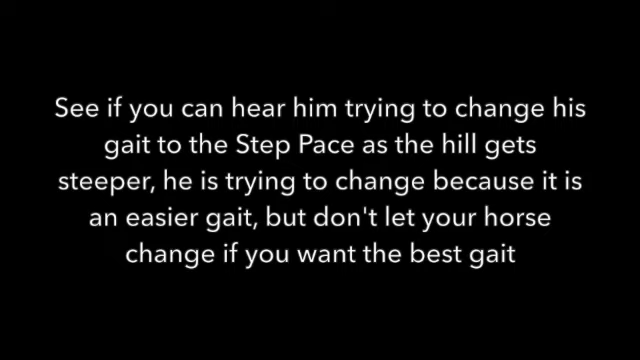 See if you can hear him trying to change his
gait to the Step Pace as the hill gets
steeper, he is trying to change because it is
an easier gait, but don't let your horse
change if you want the best gait